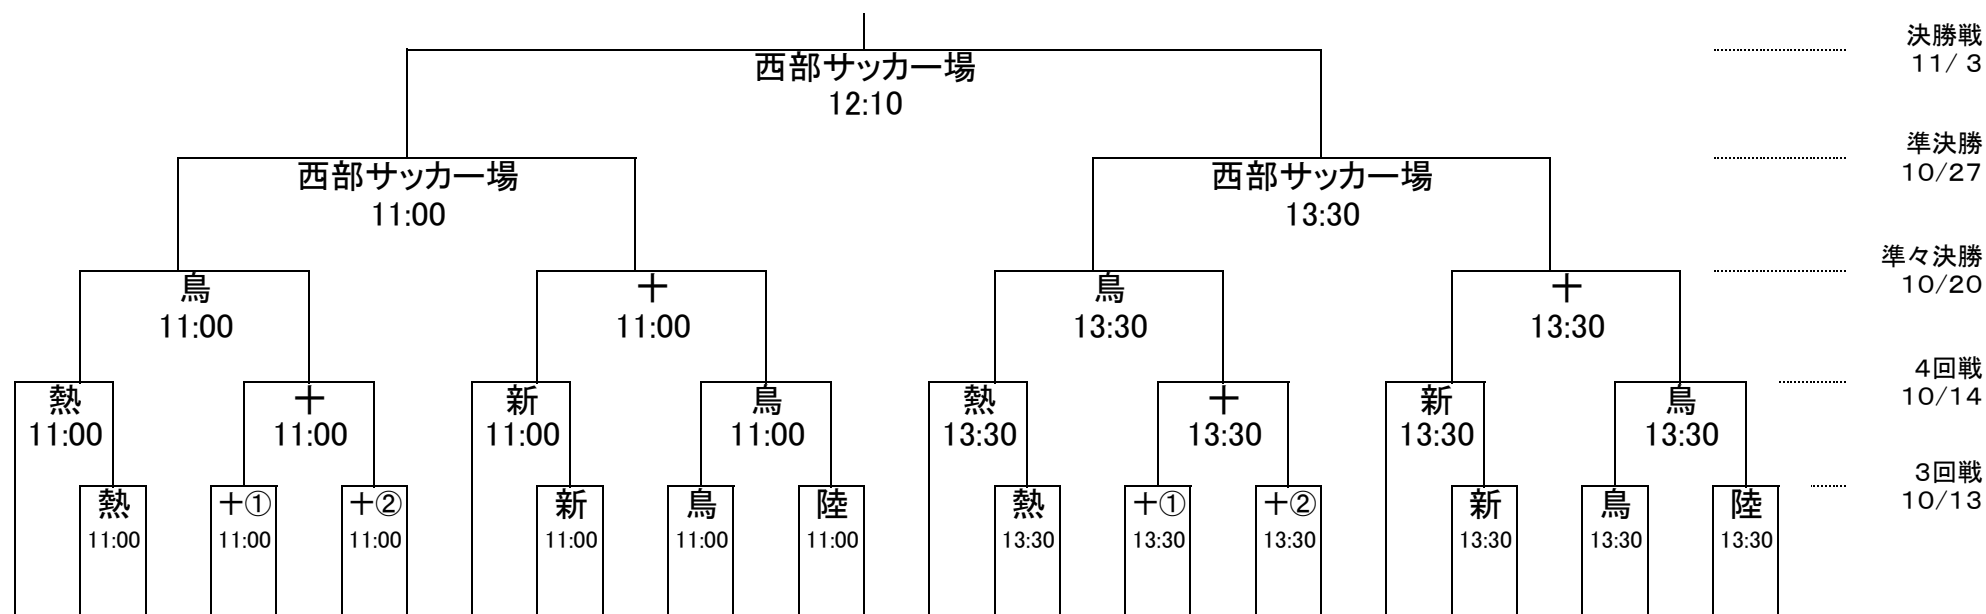 決勝戦
11/ 3
西部サッカー場
12:10
準決勝
10/27
西部サッカー場
11:00
西部サッカー場
13:30
準々決勝
10/20
鳥
11:00
十
11:00
鳥
13:30
十
13:30
4回戦
10/14
熱
11:00
十
11:00
新
11:00
鳥
11:00
熱
13:30
十
13:30
新
13:30
鳥
13:30
3回戦
10/13
熱
11:00
十①
11:00
十②
11:00
新
11:00
鳥
11:00
陸
11:00
熱
13:30
十①
13:30
十②
13:30
新
13:30
鳥
13:30
陸
13:30